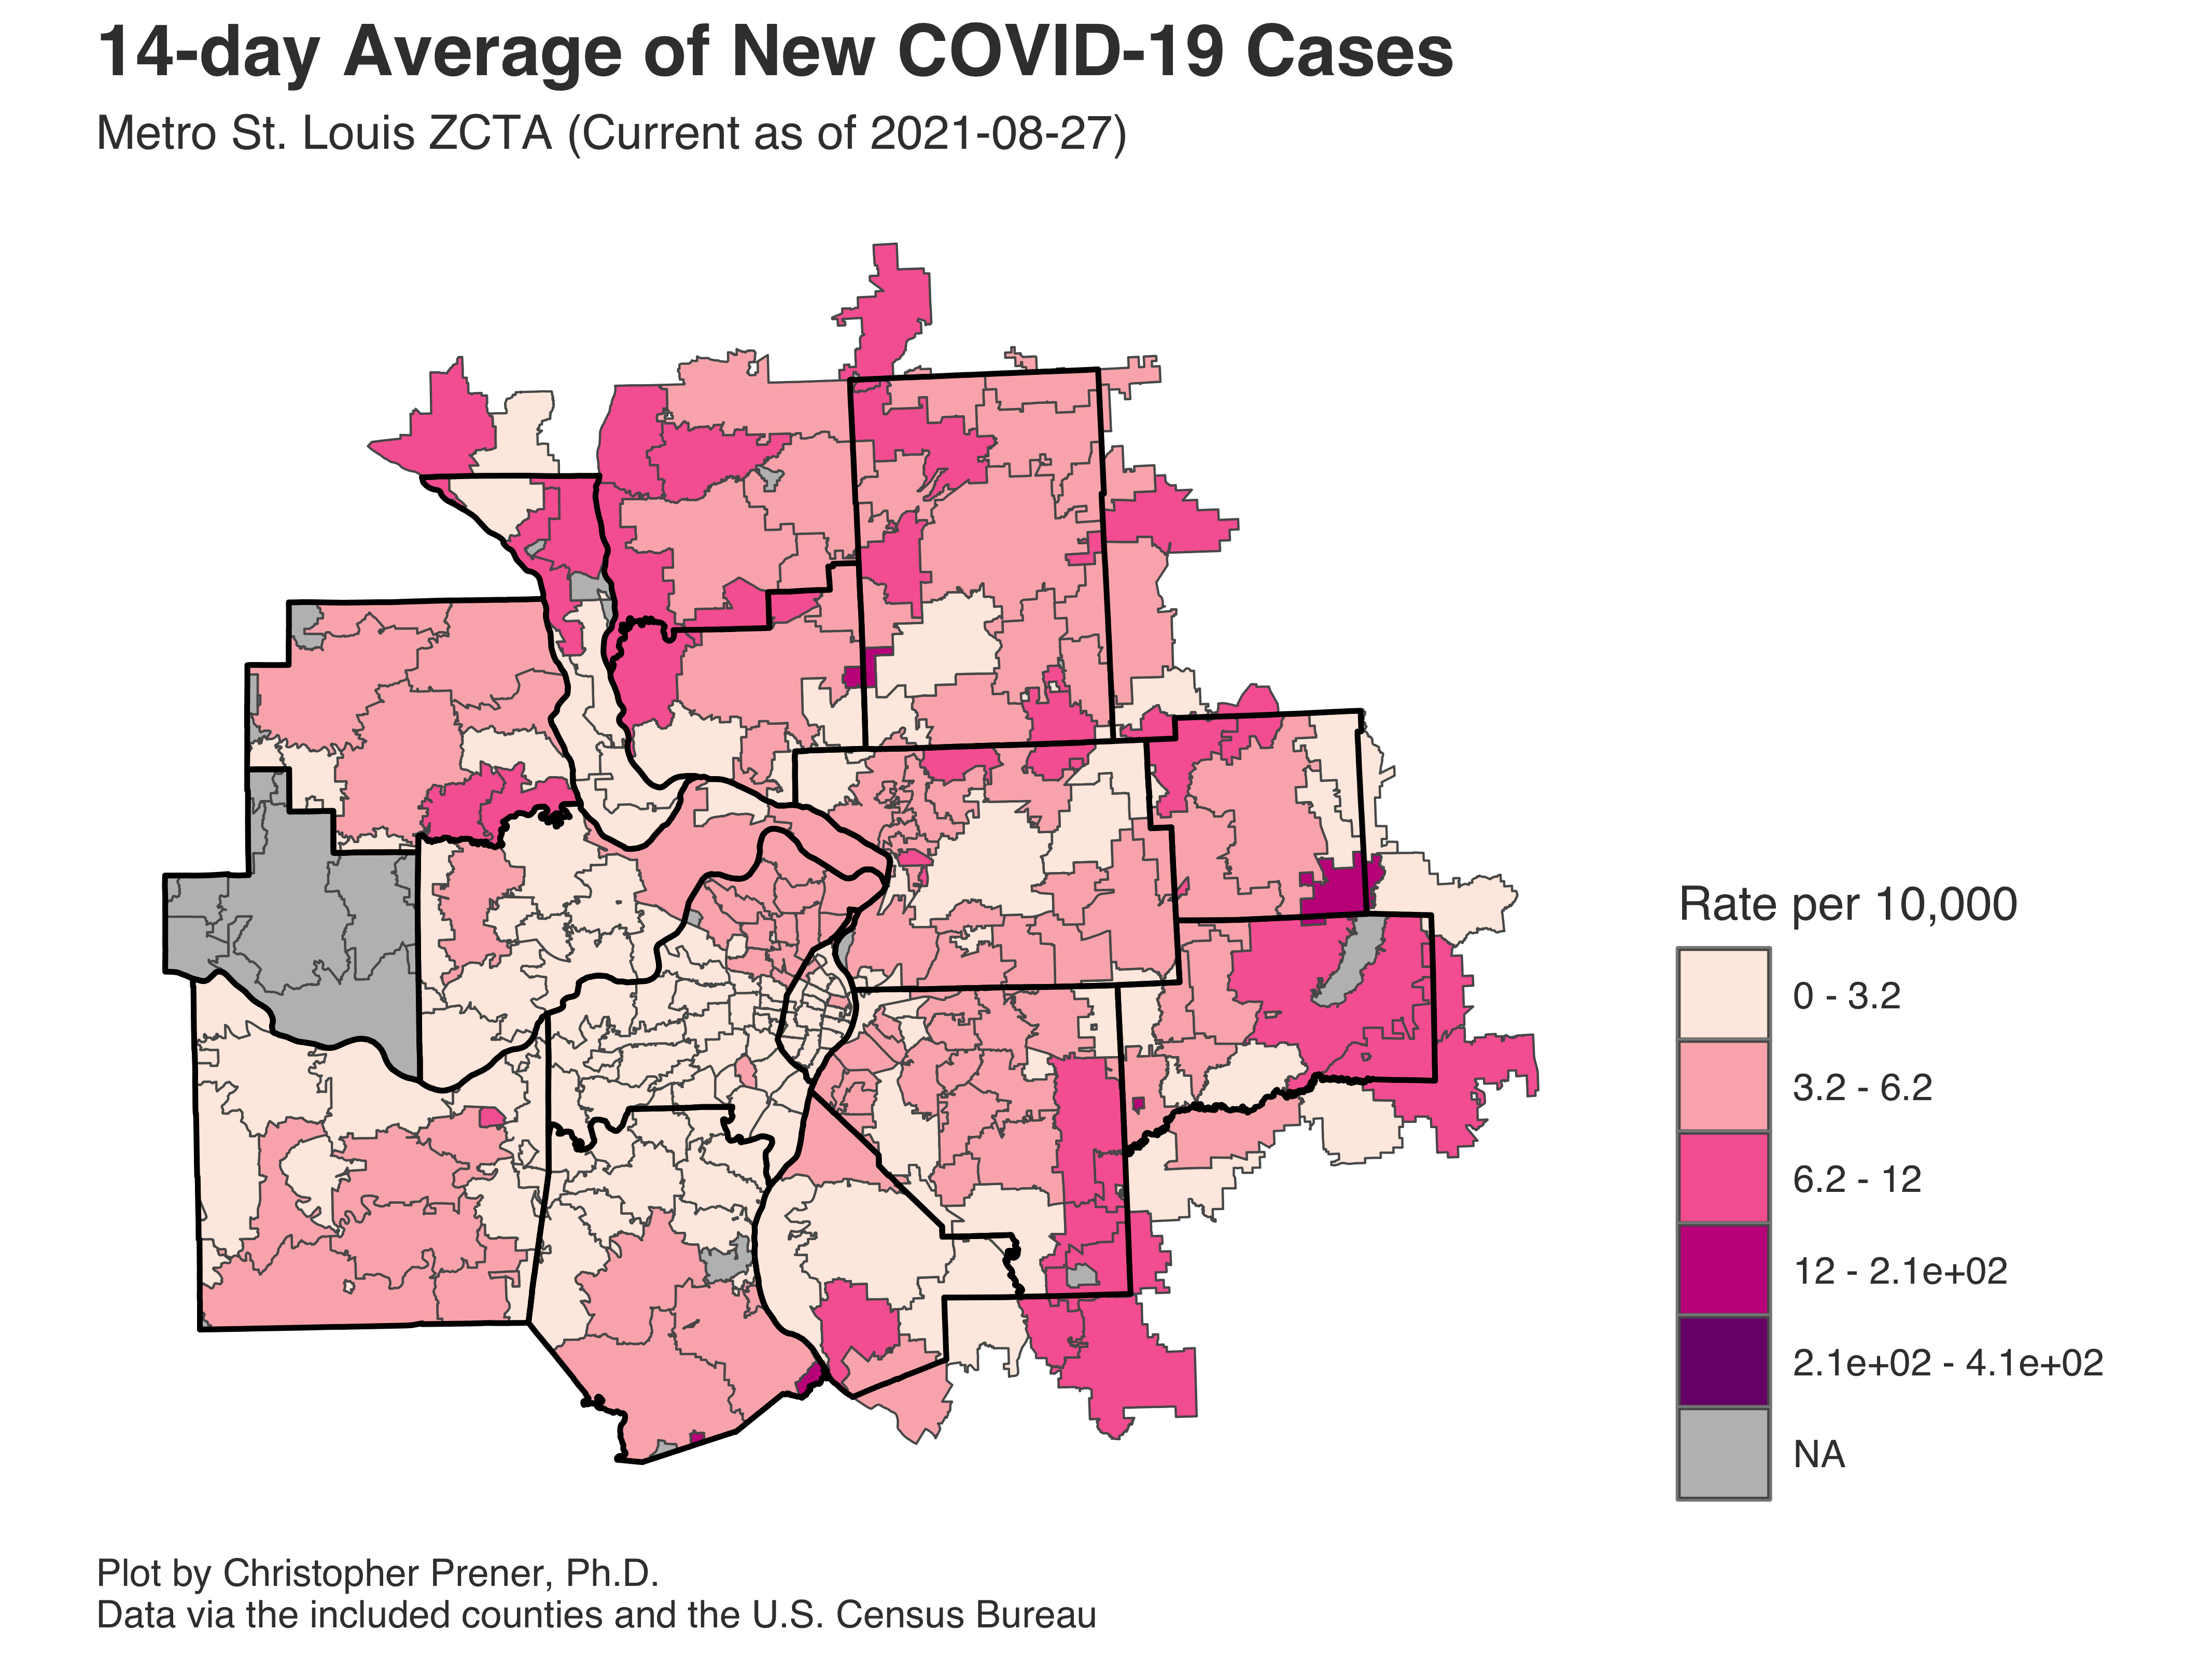 14-day Average of New COVID-19 Cases
Metro St. Louis ZCTA (Current as of 2021-08-27)
Rate per 10,000
0 - 3.2
3.2 - 6.2
6.2 - 12
12 - 2.1e+02
2.1e+02 - 4.1e+02
NA
Plot by Christopher Prener, Ph.D.
Data via the included counties and the U.S. Census Bureau